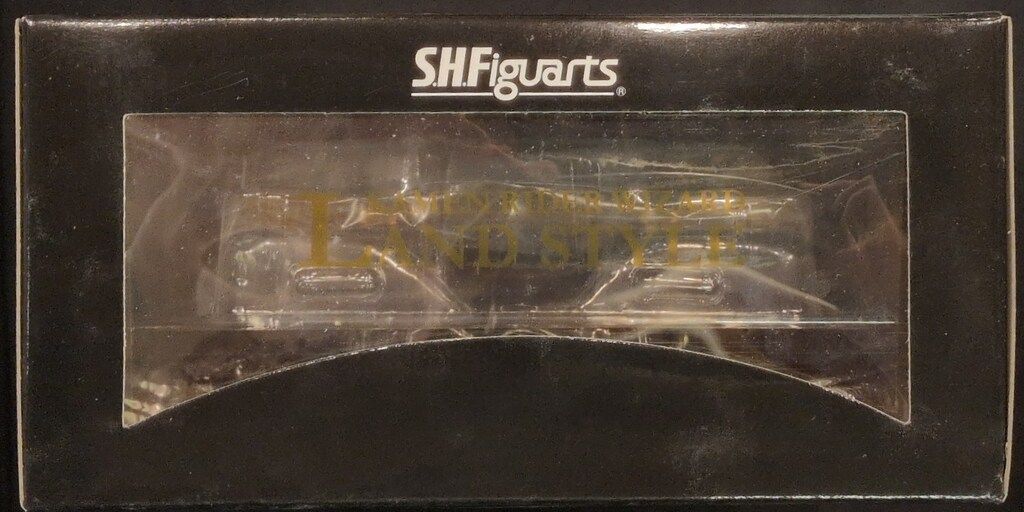 S.H.Figuarts®
KAMEN RIDER WIZARD
LAND STYLE